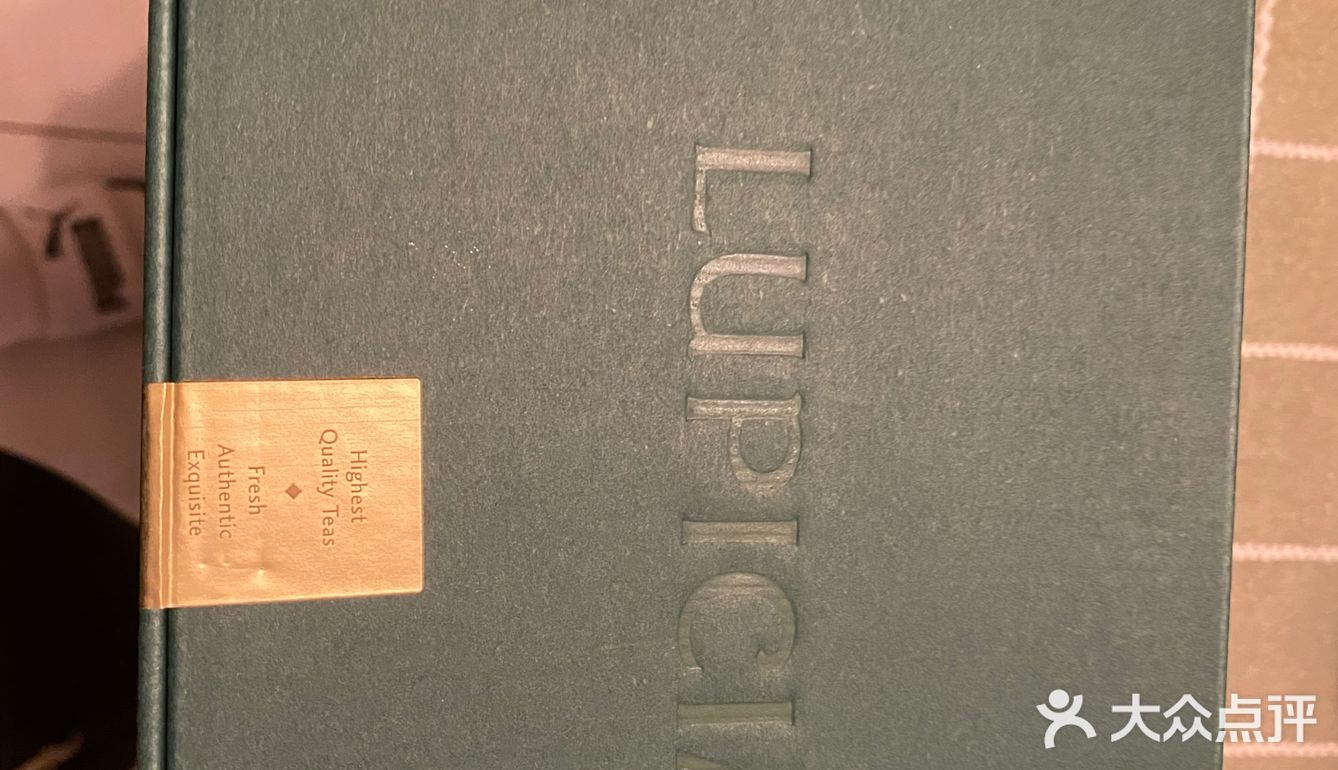 LUPICI
Highest
Quality Teas
◆
Fresh
Authentic
Exquisite
大众点评